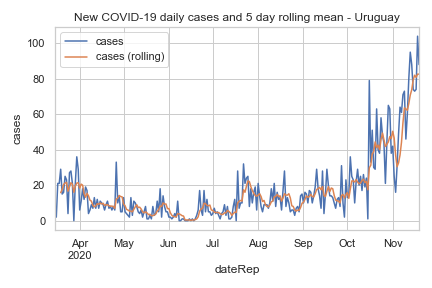 New COVID-19 daily cases and 5 day rolling mean - Uruguay
cases
cases (rolling)
cases
100
80
60
40
20
0
Apr
2020
May
Jun
Jul
Aug
Sep
Oct
Nov
dateRep